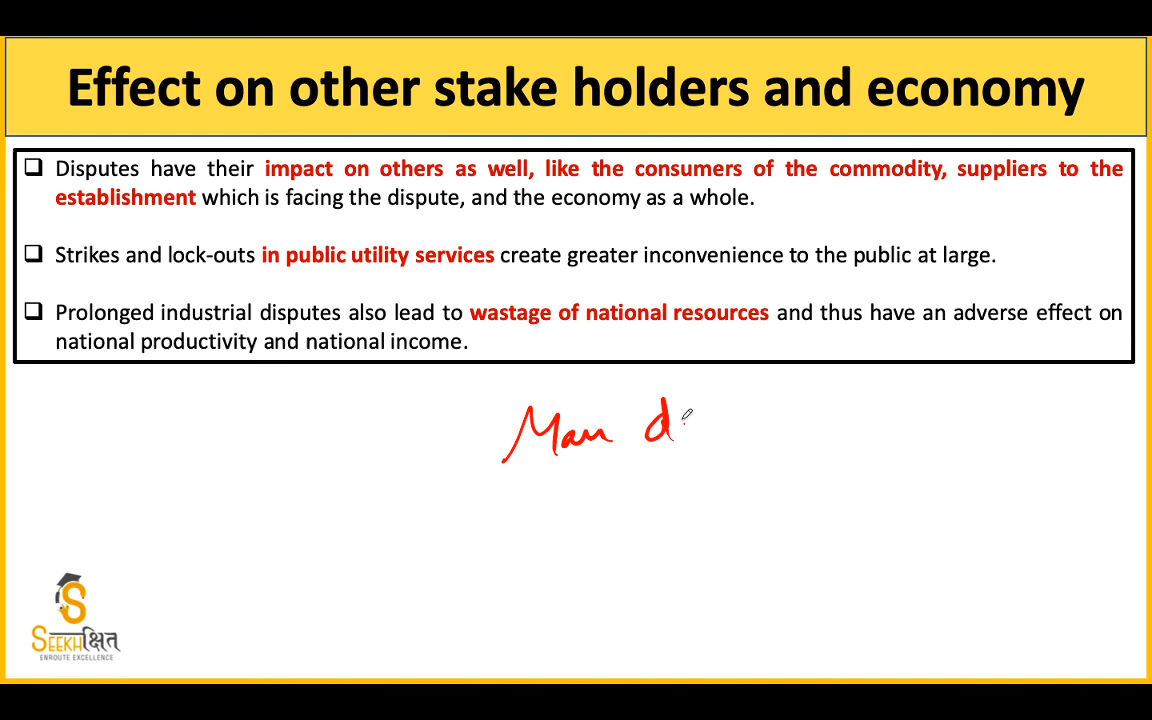 Effect on other stake holders and economy
❑ Disputes have their impact on others as well, like the consumers of the commodity, suppliers to the
establishment which is facing the dispute, and the economy as a whole.
❑ Strikes and lock-outs in public utility services create greater inconvenience to the public at large.
❑ Prolonged industrial disputes also lead to wastage of national resources and thus have an adverse effect on
national productivity and national income.
Man d
S
SEEKHक्षित
ENROUTE EXCELLENCE